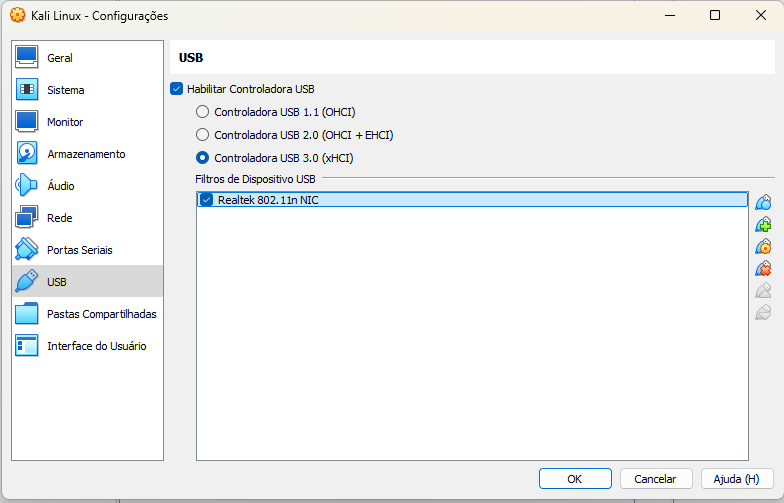 Kali Linux - Configurações
Geral
Sistema
Monitor
Armazenamento
Áudio
Rede
Portas Seriais
USB
Pastas Compartilhadas
Interface do Usuário
USB
Habilitar Controladora USB
Controladora USB 1.1 (OHCI)
Controladora USB 2.0 (OHCI + EHCI)
Controladora USB 3.0 (xHCI)
Filtros de Dispositivo USB
Realtek 802.11n NIC
OK
Cancelar
Ajuda (H)